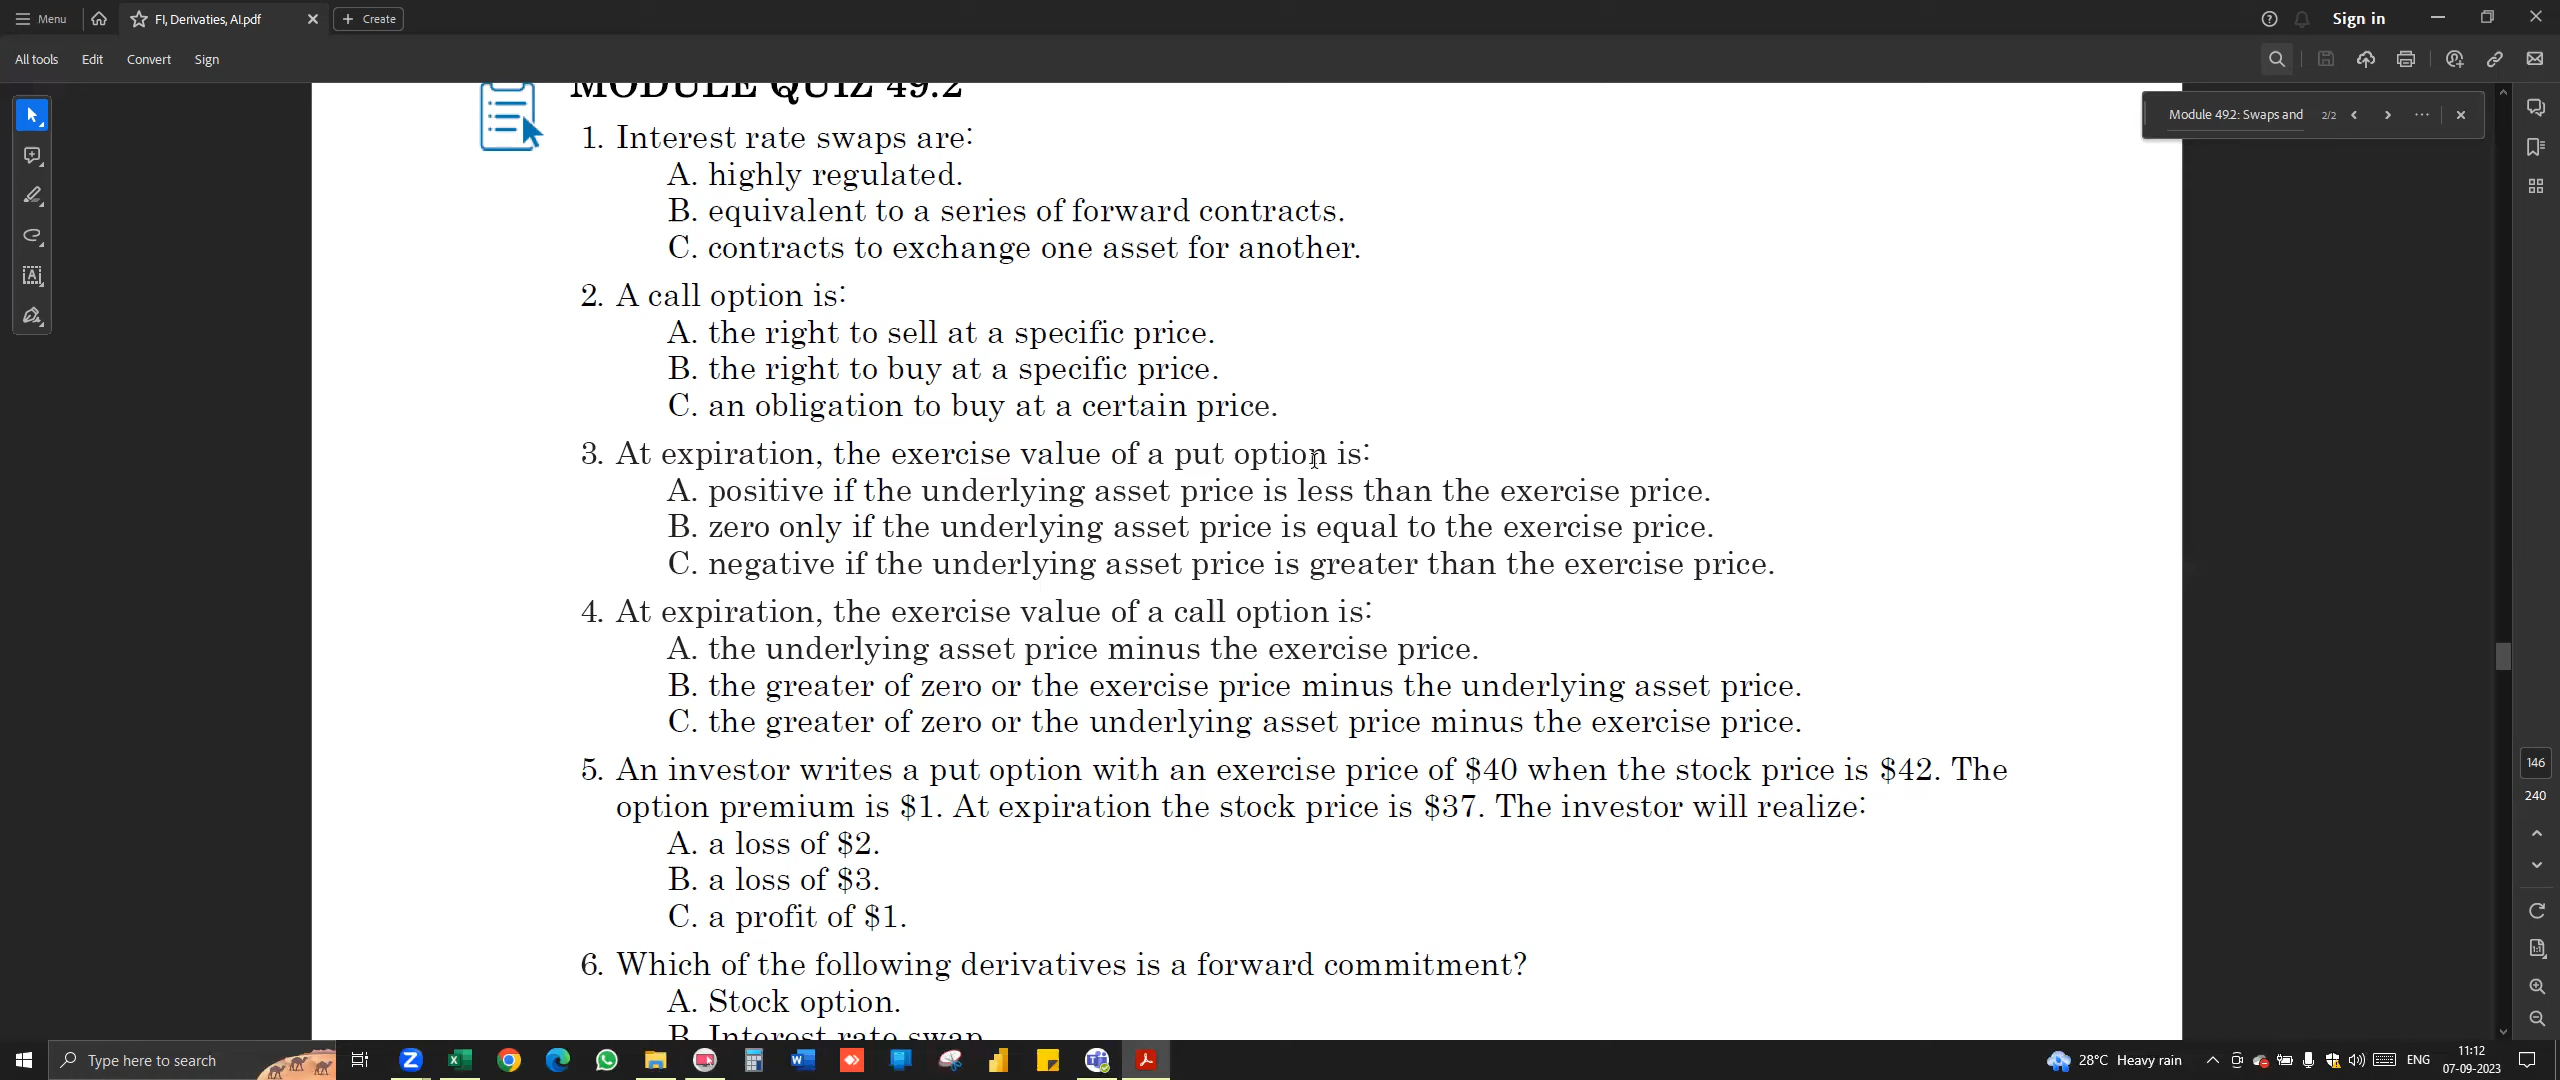 Menu
FI, Derivaties, AI.pdf
Create
Sign in
All tools
Edit
Convert
Sign
Module 49.2: Swaps and
2/2
MODULE QUIZ 49.2
1. Interest rate swaps are:
A. highly regulated.
B. equivalent to a series of forward contracts.
C. contracts to exchange one asset for another.
2. A call option is:
A. the right to sell at a specific price.
B. the right to buy at a specific price.
C. an obligation to buy at a certain price.
3. At expiration, the exercise value of a put option is:
A. positive if the underlying asset price is less than the exercise price.
B. zero only if the underlying asset price is equal to the exercise price.
C. negative if the underlying asset price is greater than the exercise price.
4. At expiration, the exercise value of a call option is:
A. the underlying asset price minus the exercise price.
B. the greater of zero or the exercise price minus the underlying asset price.
C. the greater of zero or the underlying asset price minus the exercise price.
5. An investor writes a put option with an exercise price of $40 when the stock price is $42. The
option premium is $1. At expiration the stock price is $37. The investor will realize:
A. a loss of $2.
B. a loss of $3.
C. a profit of $1.
6. Which of the following derivatives is a forward commitment?
A. Stock option.
B. Interest rate swap.
146
240
Type here to search
28°C Heavy rain
ENG
11:12
07-09-2023